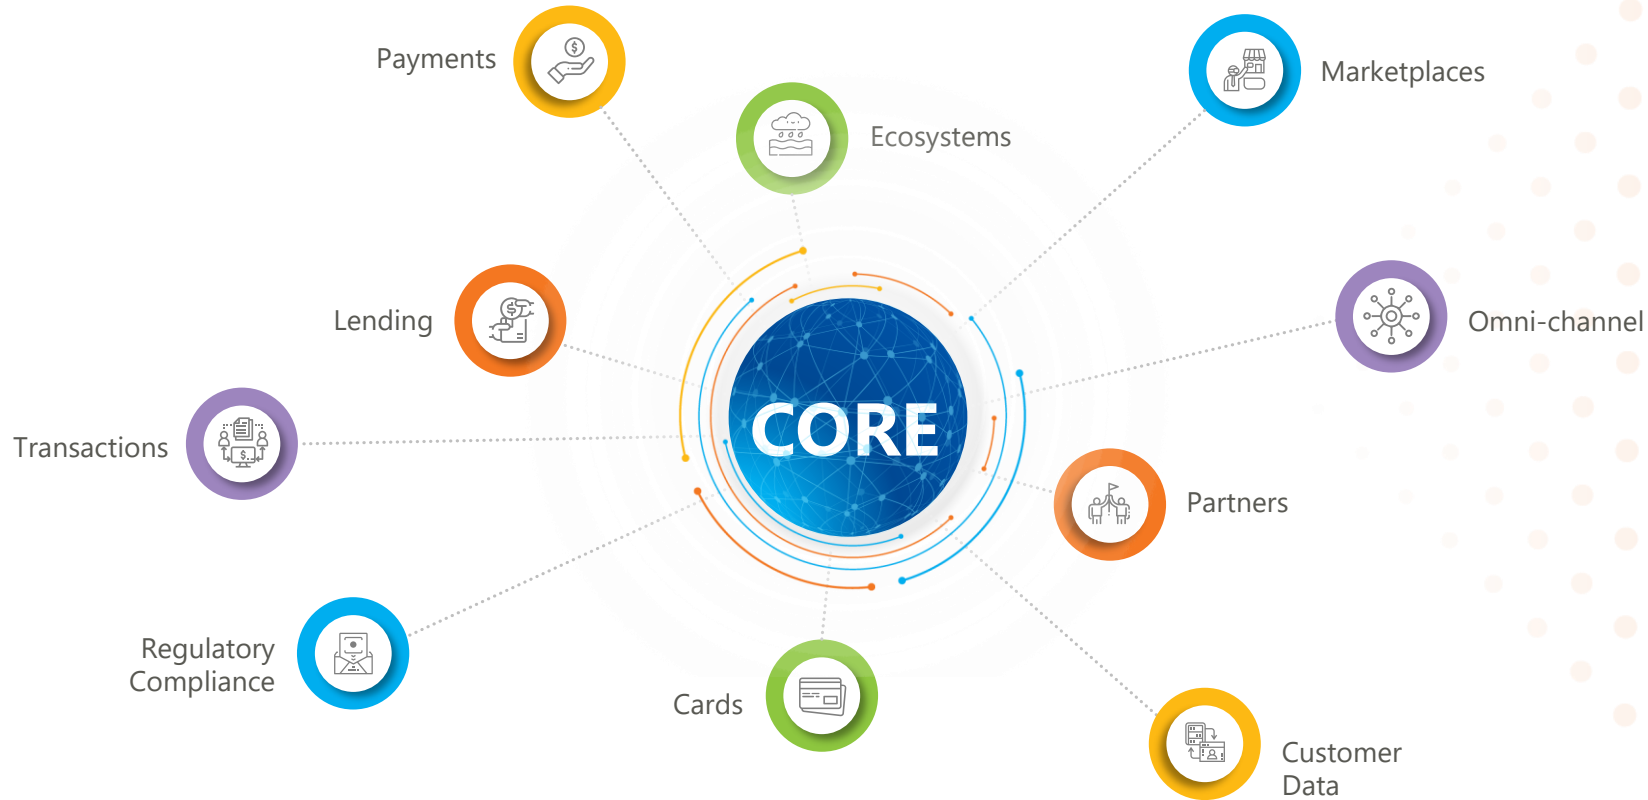 Payments
Marketplaces
Ecosystems
Lending
Omni-channel
CORE
Transactions
Partners
Regulatory
Compliance
Cards
Customer
Data